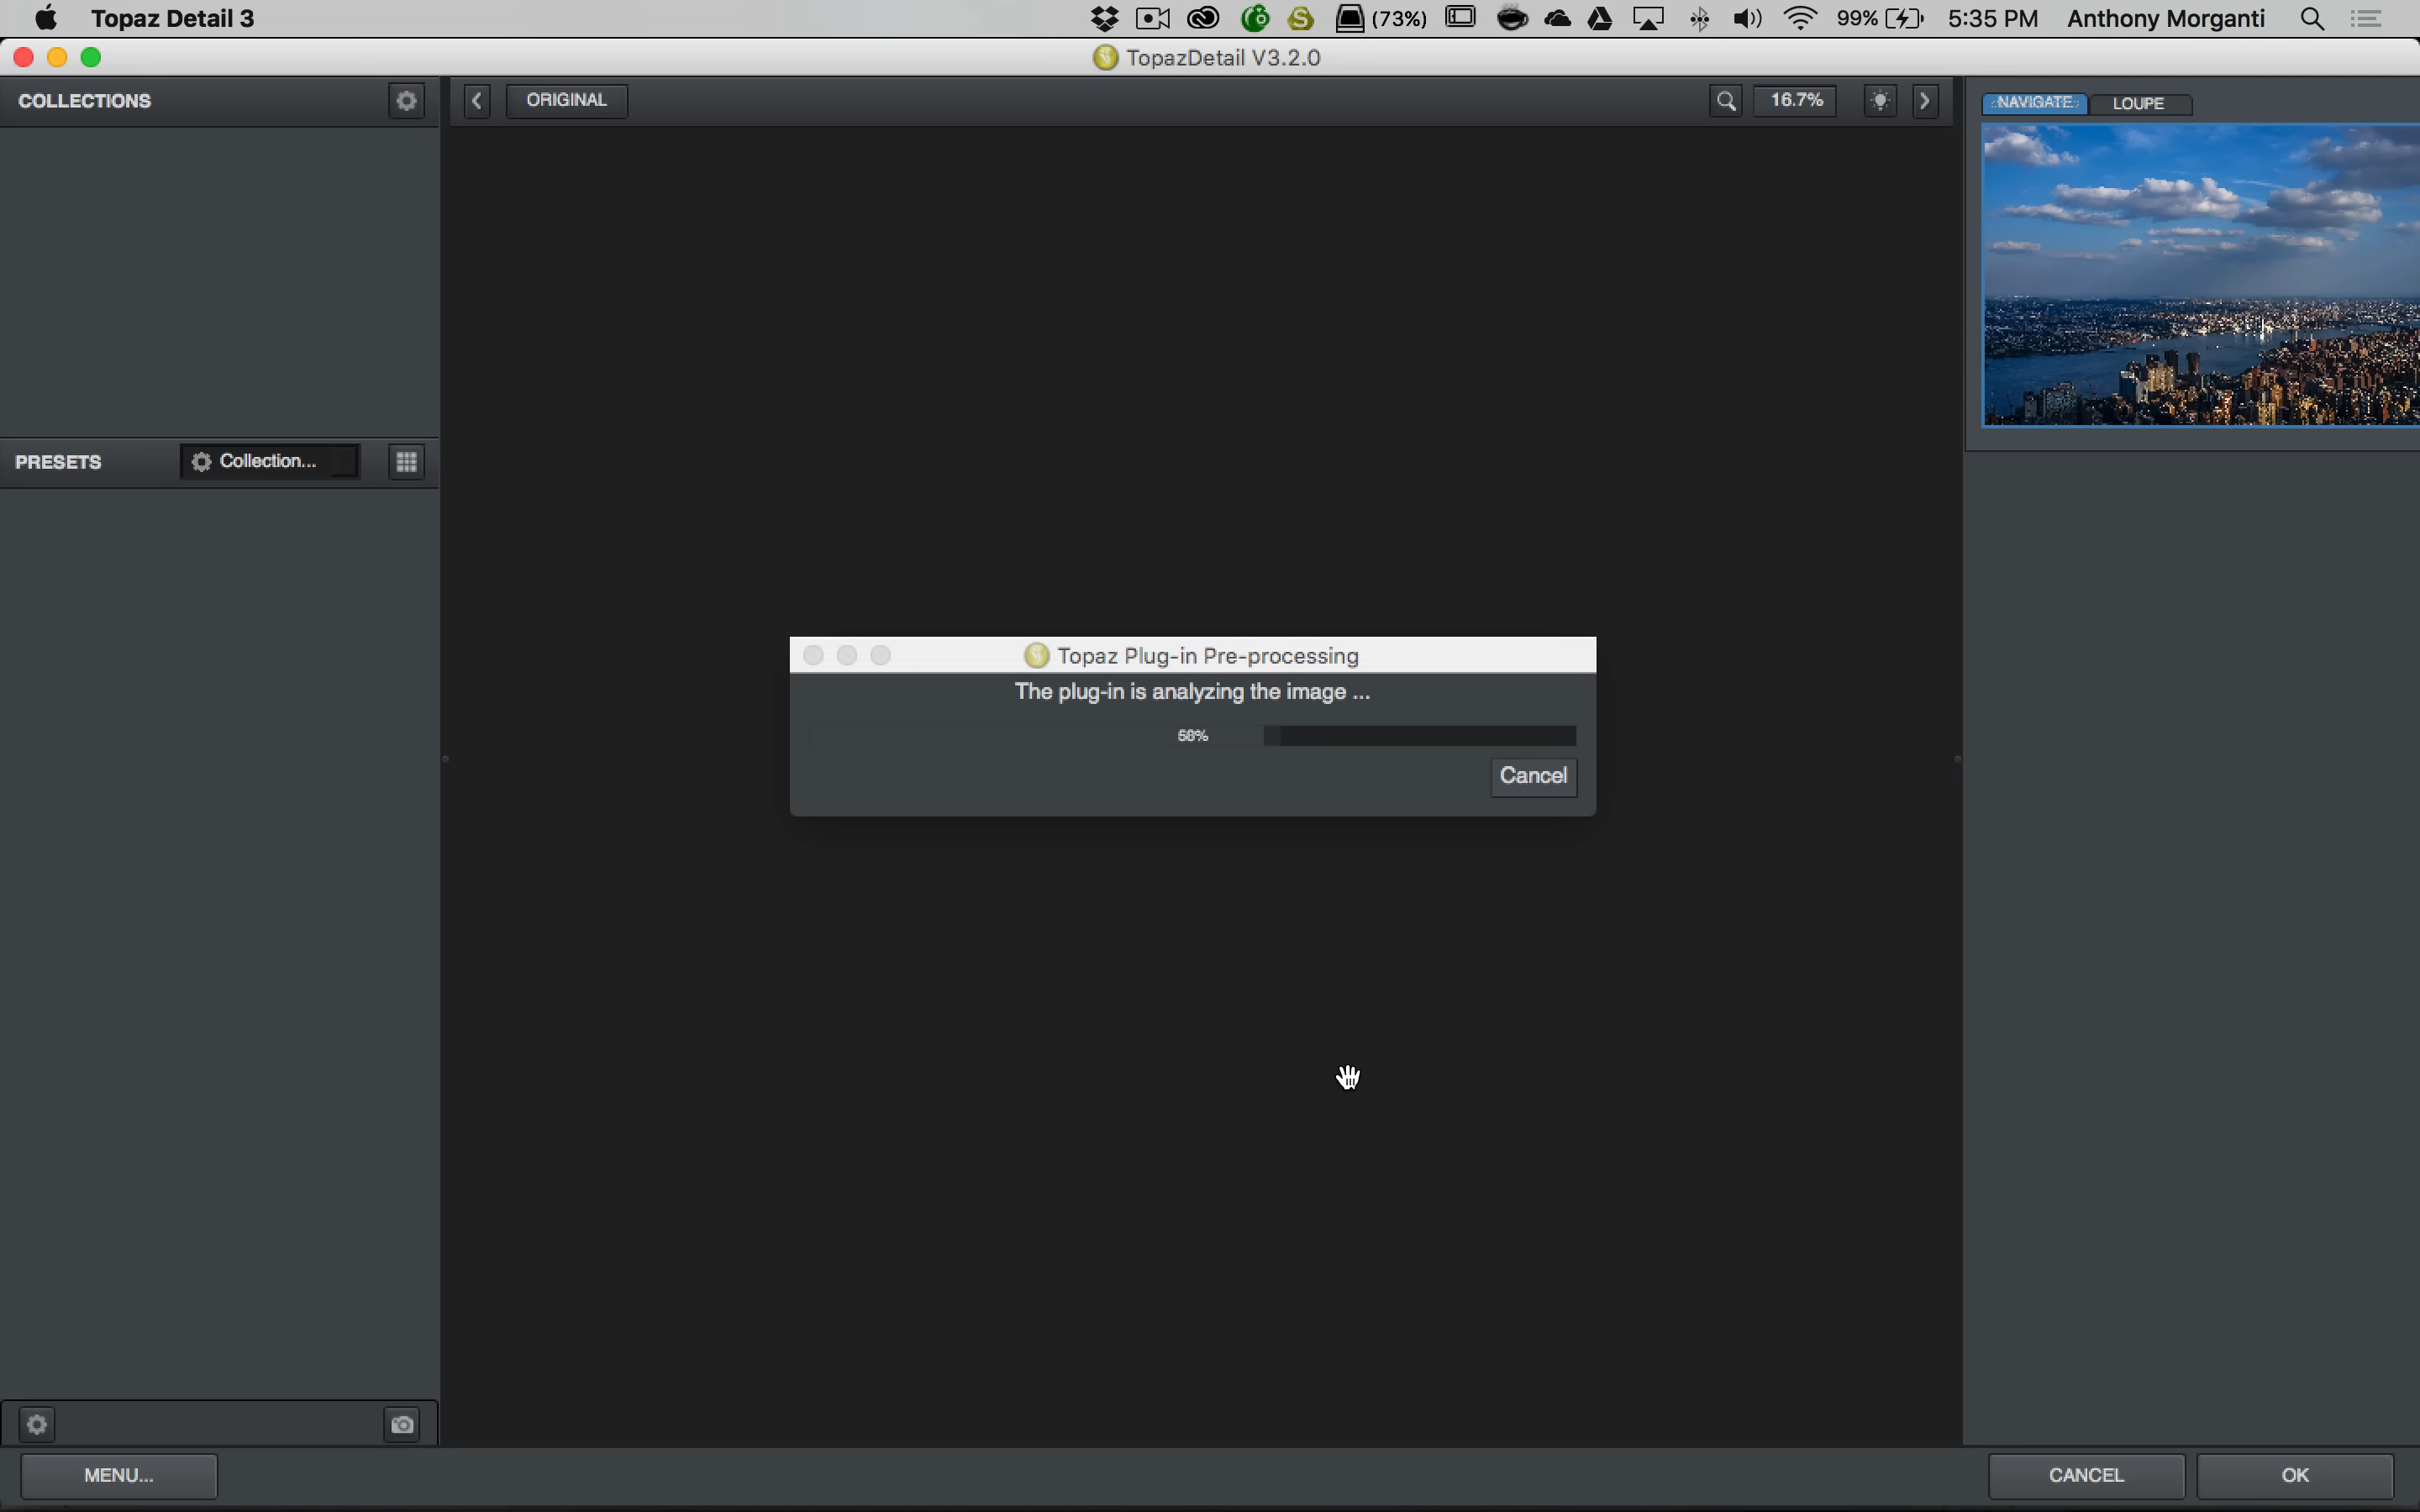 Topaz Detail 3
(73%)
99%
5:35 PM
Anthony Morganti
TopazDetail V3.2.0
COLLECTIONS
ORIGINAL
16.7%
NAVIGATE
LOUPE
PRESETS
Collection...
Topaz Plug-in Pre-processing
The plug-in is analyzing the image ...
Cancel
MENU...
CANCEL
OK